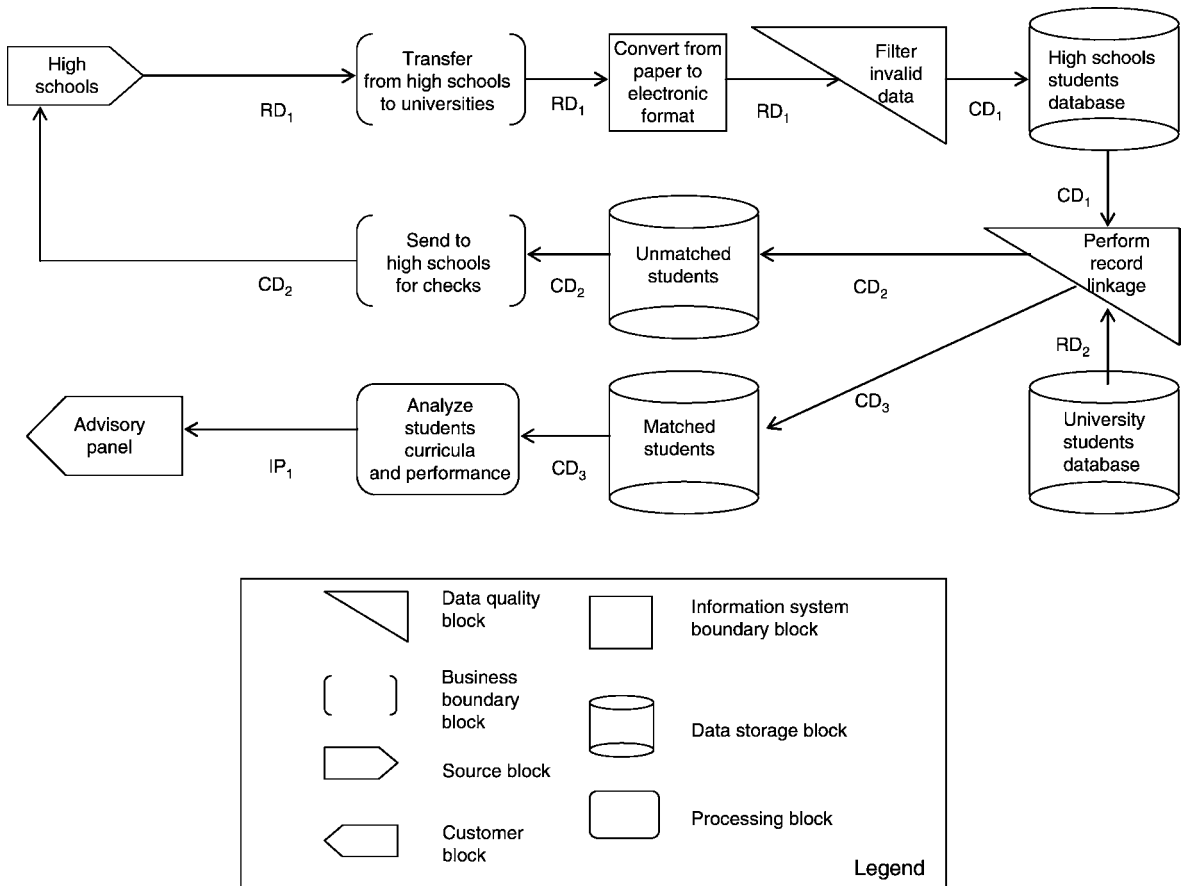 High
schools
RD1
Transfer
from high schools
to universities
RD1
Convert from
paper to
electronic
format
RD1
Filter
invalid
data
CD1
High schools
students
database
CD1
Perform
record
linkage
CD2
Unmatched
students
CD2
Send to
high schools
for checks
CD2
RD2
University
students
database
CD3
Matched
students
CD3
Analyze
students
curricula
and performance
IP1
Advisory
panel
Data quality
block
Business
boundary
block
Source block
Customer
block
Information system
boundary block
Data storage block
Processing block
Legend